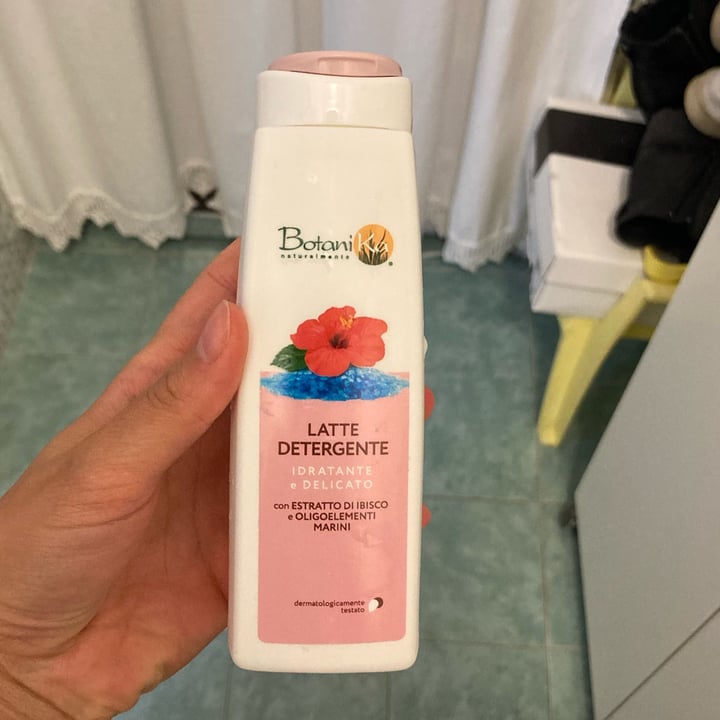 BotaniKa
naturalmente
LATTE
DETERGENTE
IDRATANTE
e DELICATO
con ESTRATTO DI IBISCO
e OLIGOELEMENTI
MARINI
dermatologicamente
testato